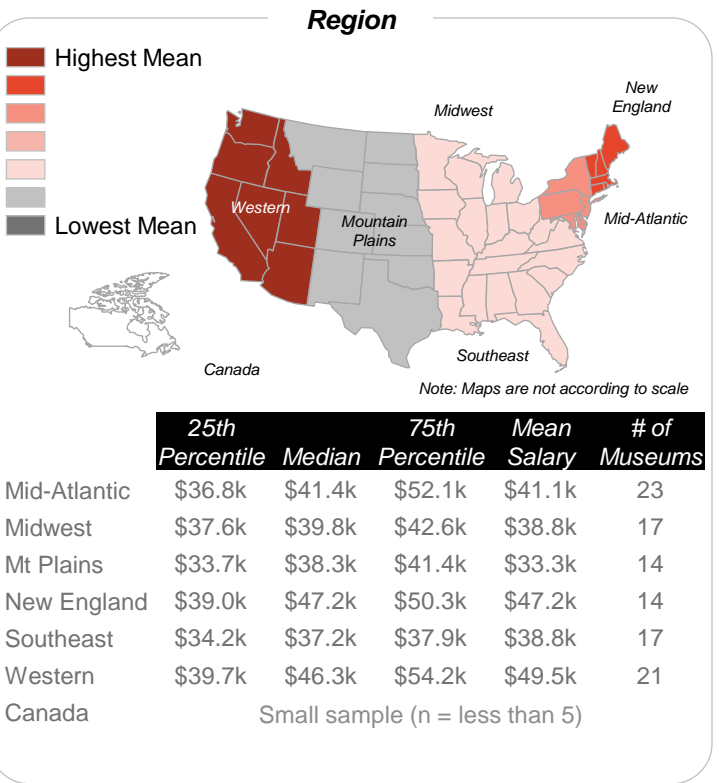 Region
Highest Mean
Lowest Mean
New
England
Midwest
Western
Mountain
Plains
Mid-Atlantic
Southeast
Canada
Note: Maps are not according to scale
25th 75th Mean # of
Percentile Median Percentile Salary Museums
Mid-Atlantic $36.8k $41.4k $52.1k $41.1k 23
Midwest $37.6k $39.8k $42.6k $38.8k 17
Mt Plains $33.7k $38.3k $41.4k $33.3k 14
New England $39.0k $47.2k $50.3k $47.2k 14
Southeast $34.2k $37.2k $37.9k $38.8k 17
Western $39.7k $46.3k $54.2k $49.5k 21
Canada Small sample (n = less than 5)